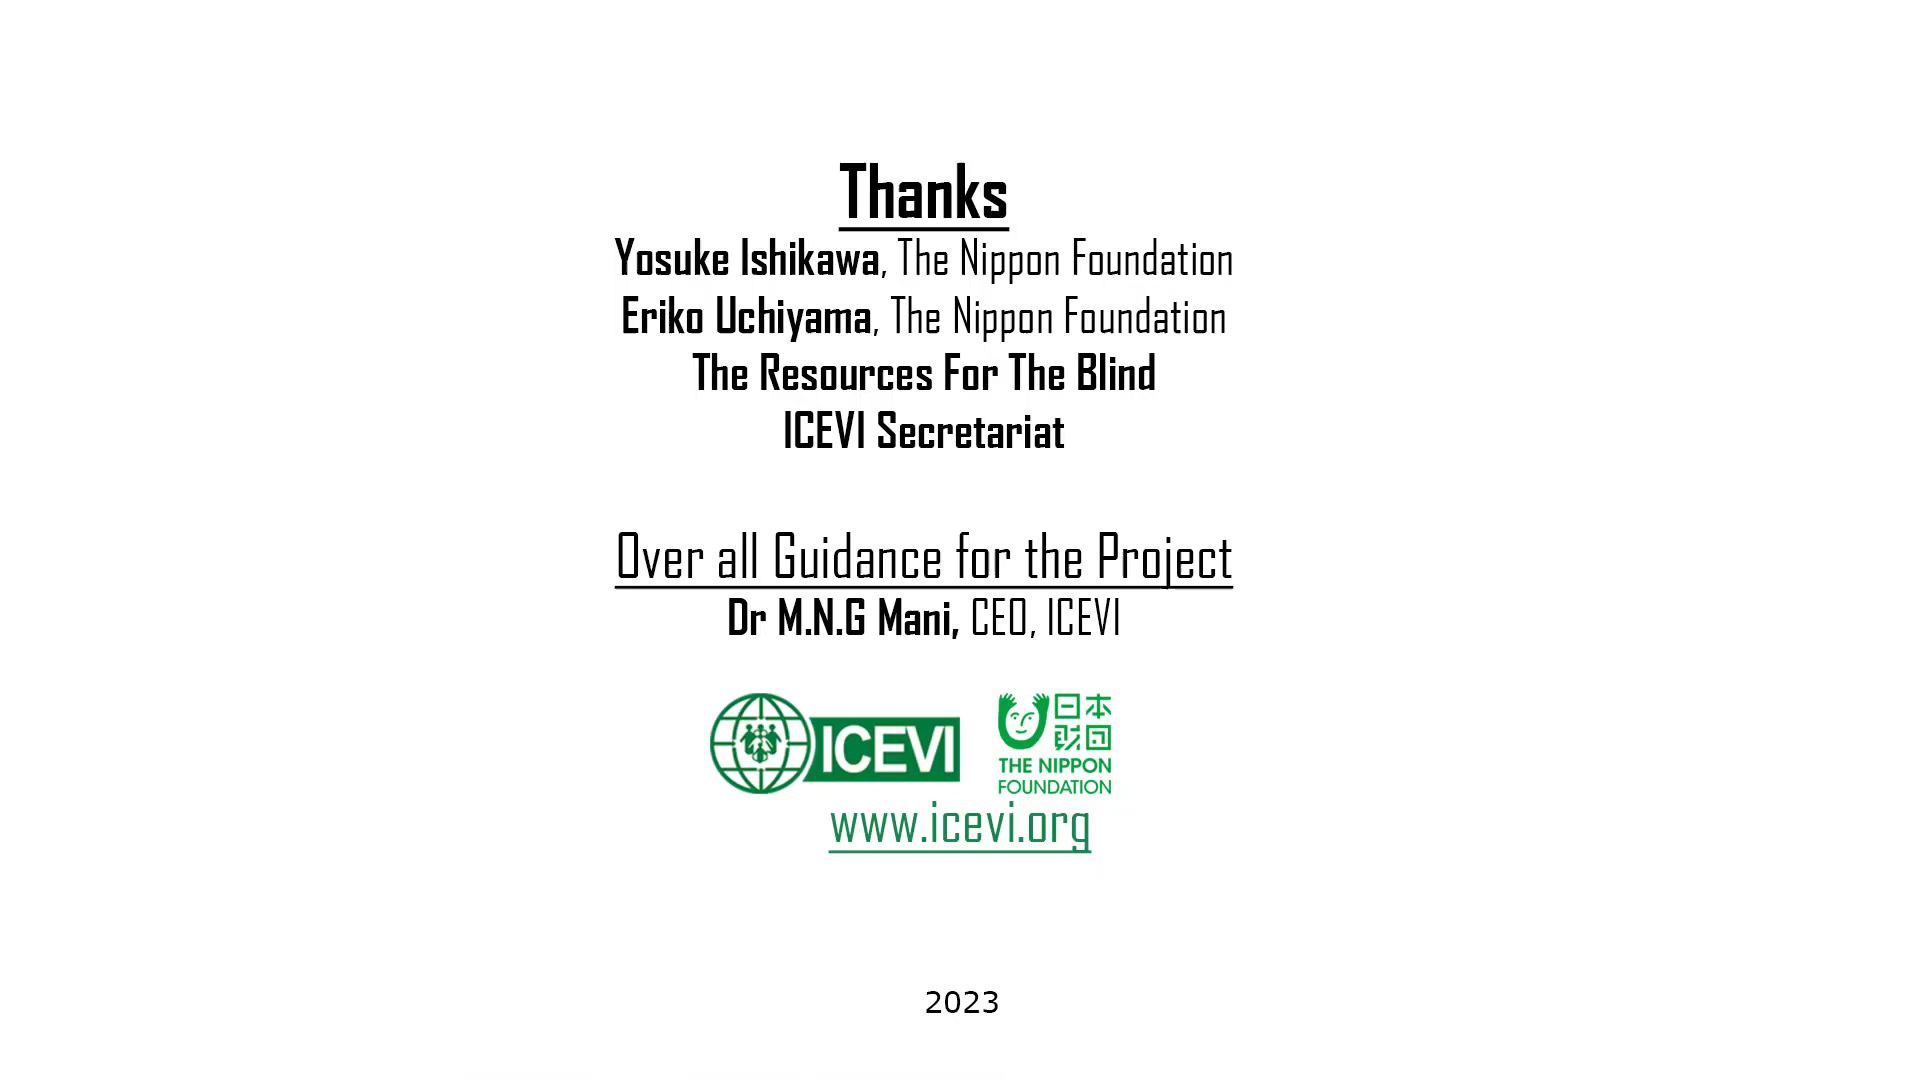 Thanks
Yosuke Ishikawa, The Nippon Foundation
Eriko Uchiyama, The Nippon Foundation
The Resources For The Blind
ICEVI Secretariat
Over all Guidance for the Project
Dr M.N.G Mani, CEO, ICEVI
ICEVI
日本
財団
THE NIPPON
FOUNDATION
www.icevi.org
2023